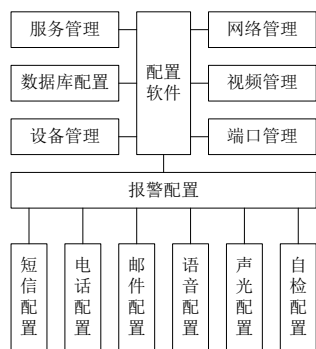 服务管理
网络管理
配置
软件
数据库配置
视频管理
设备管理
端口管理
报警配置
短信配置
电话配置
邮件配置
语音配置
声光配置
自检配置